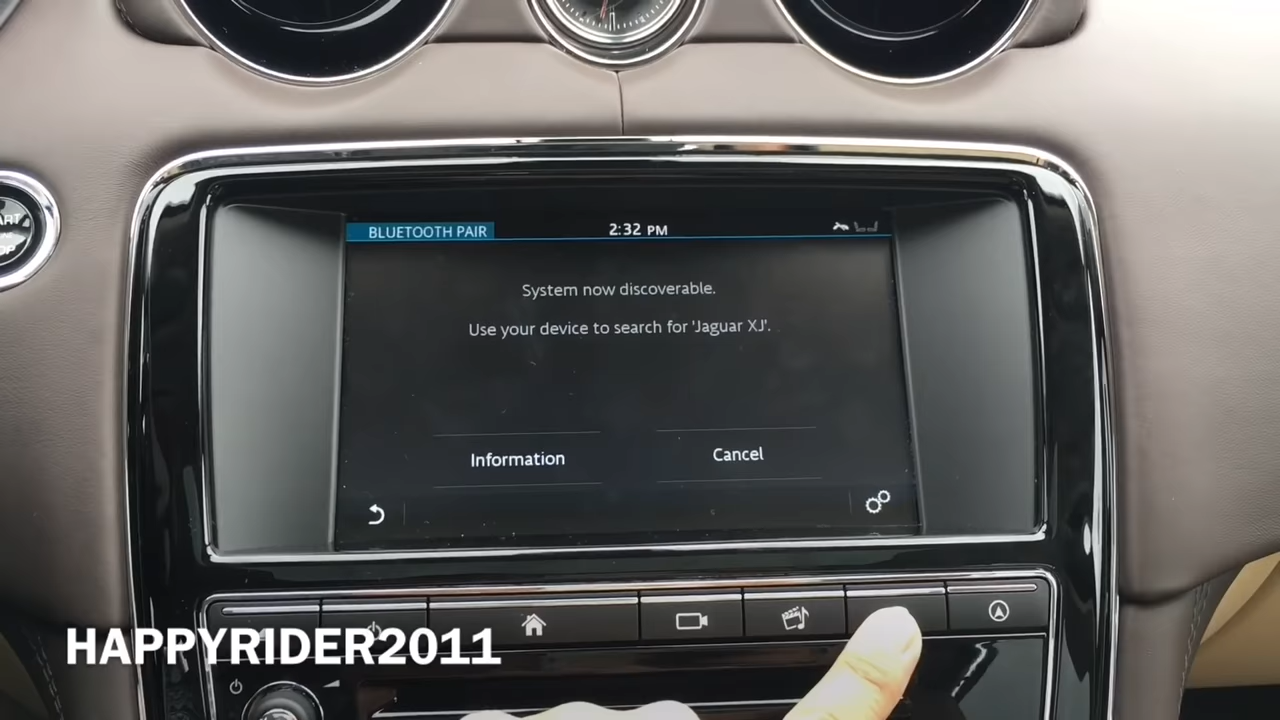 BLUETOOTH PAIR
2:32 PM
System now discoverable.
Use your device to search for 'Jaguar XJ'.
Information
Cancel
HAPPYRIDER2011